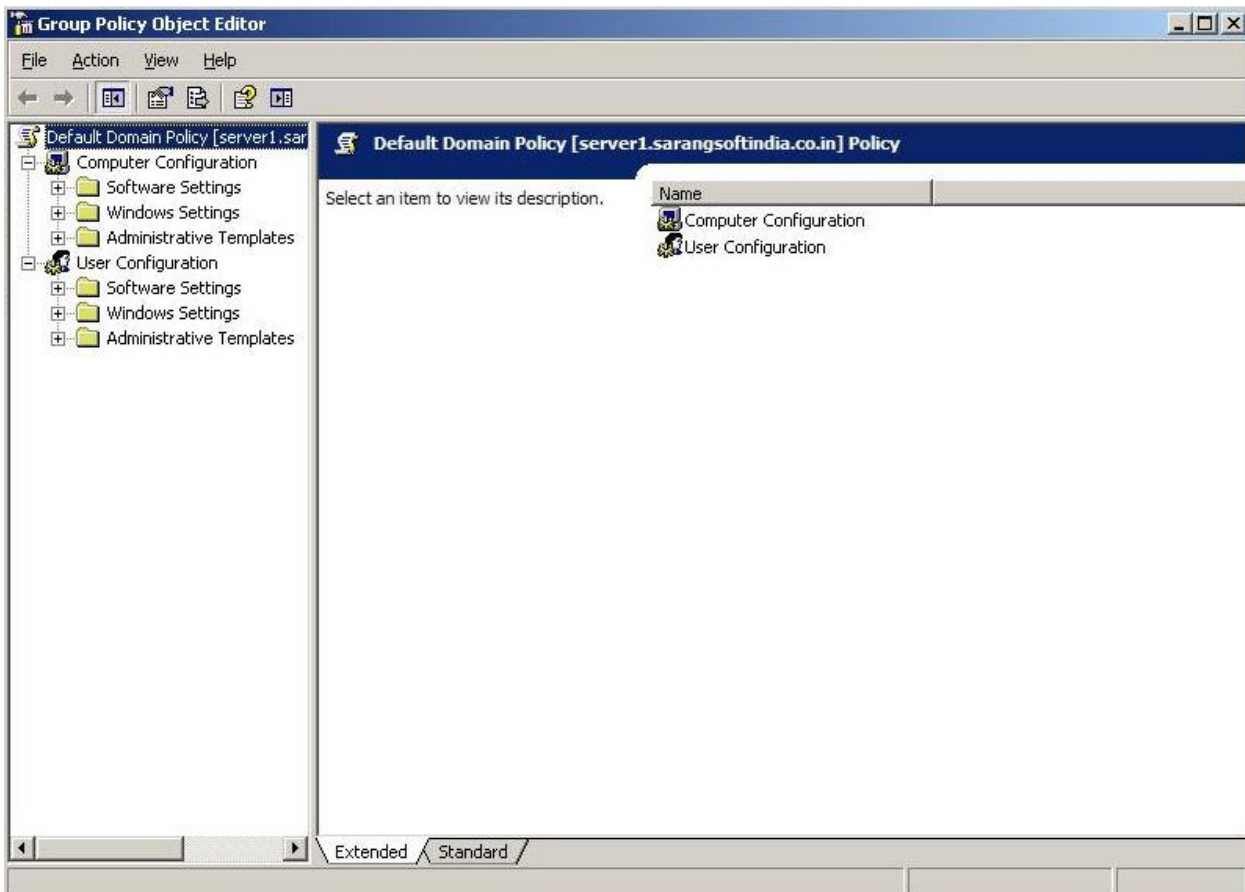 Group Policy Object Editor
File Action View Help
Default Domain Policy [server1.sar
Computer Configuration
Software Settings
Windows Settings
Administrative Templates
User Configuration
Software Settings
Windows Settings
Administrative Templates
Default Domain Policy [server1.sarangsoftindia.co.in] Policy
Select an item to view its description.
Name
Computer Configuration
User Configuration
Extended Standard